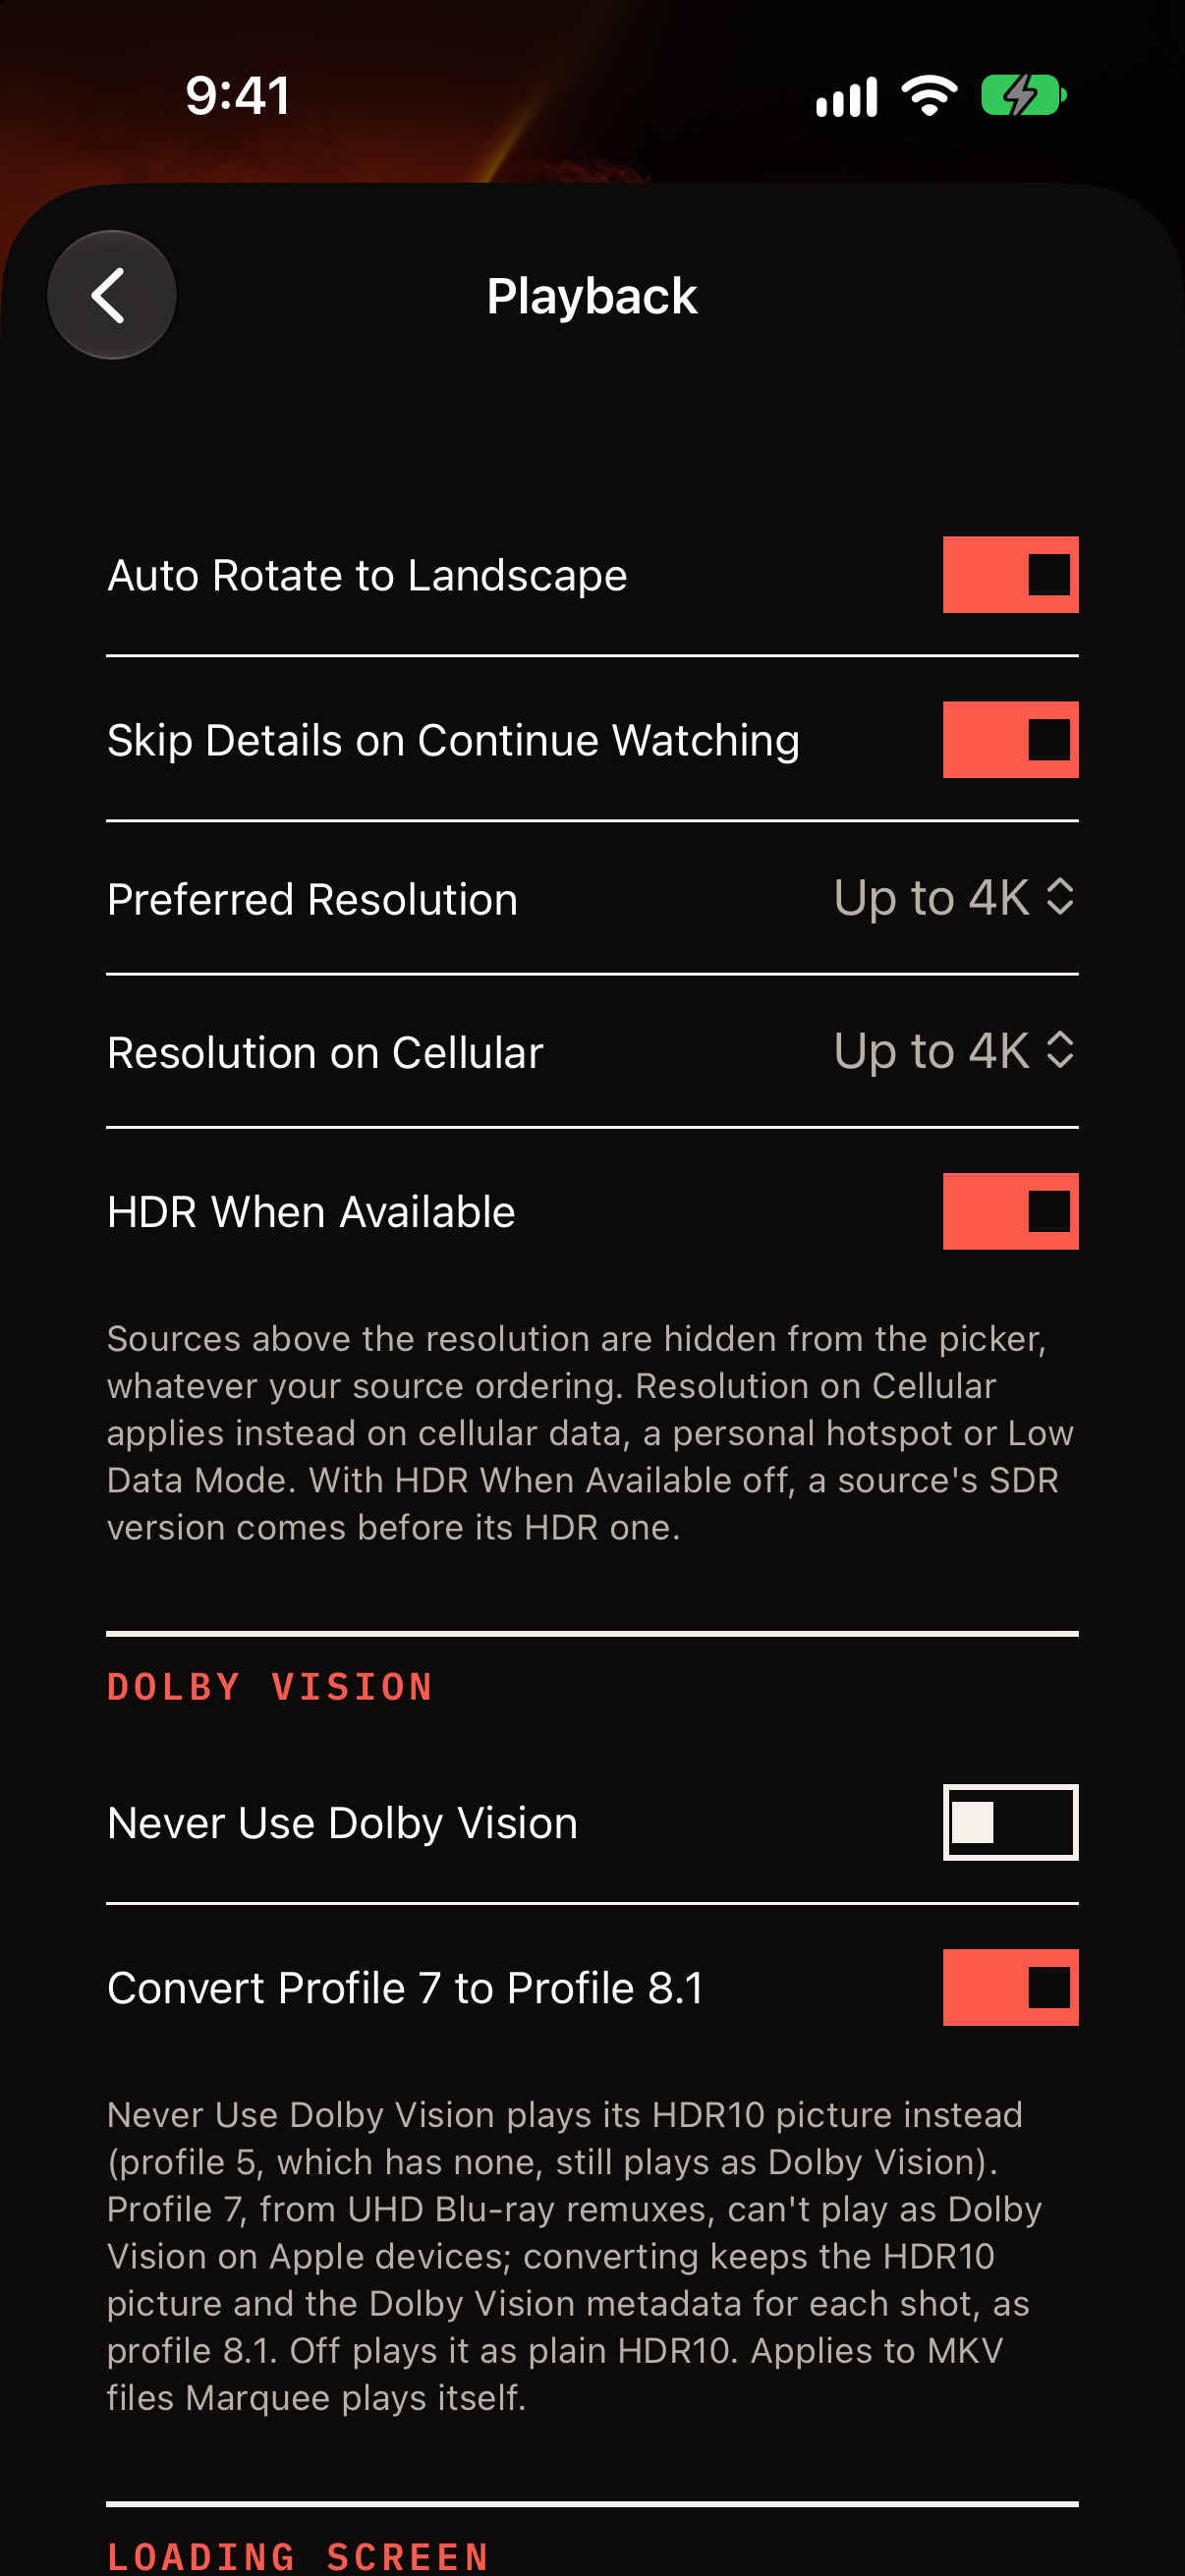 9:41
Playback
Auto Rotate to Landscape
Skip Details on Continue Watching
Preferred Resolution
Up to 4K
Resolution on Cellular
Up to 4K
HDR When Available
Sources above the resolution are hidden from the picker,
whatever your source ordering. Resolution on Cellular
applies instead on cellular data, a personal hotspot or Low
Data Mode. With HDR When Available off, a source's SDR
version comes before its HDR one.
DOLBY VISION
Never Use Dolby Vision
Convert Profile 7 to Profile 8.1
Never Use Dolby Vision plays its HDR10 picture instead
(profile 5, which has none, still plays as Dolby Vision).
Profile 7, from UHD Blu-ray remuxes, can't play as Dolby
Vision on Apple devices; converting keeps the HDR10
picture and the Dolby Vision metadata for each shot, as
profile 8.1. Off plays it as plain HDR10. Applies to MKV
files Marquee plays itself.
LOADING SCREEN